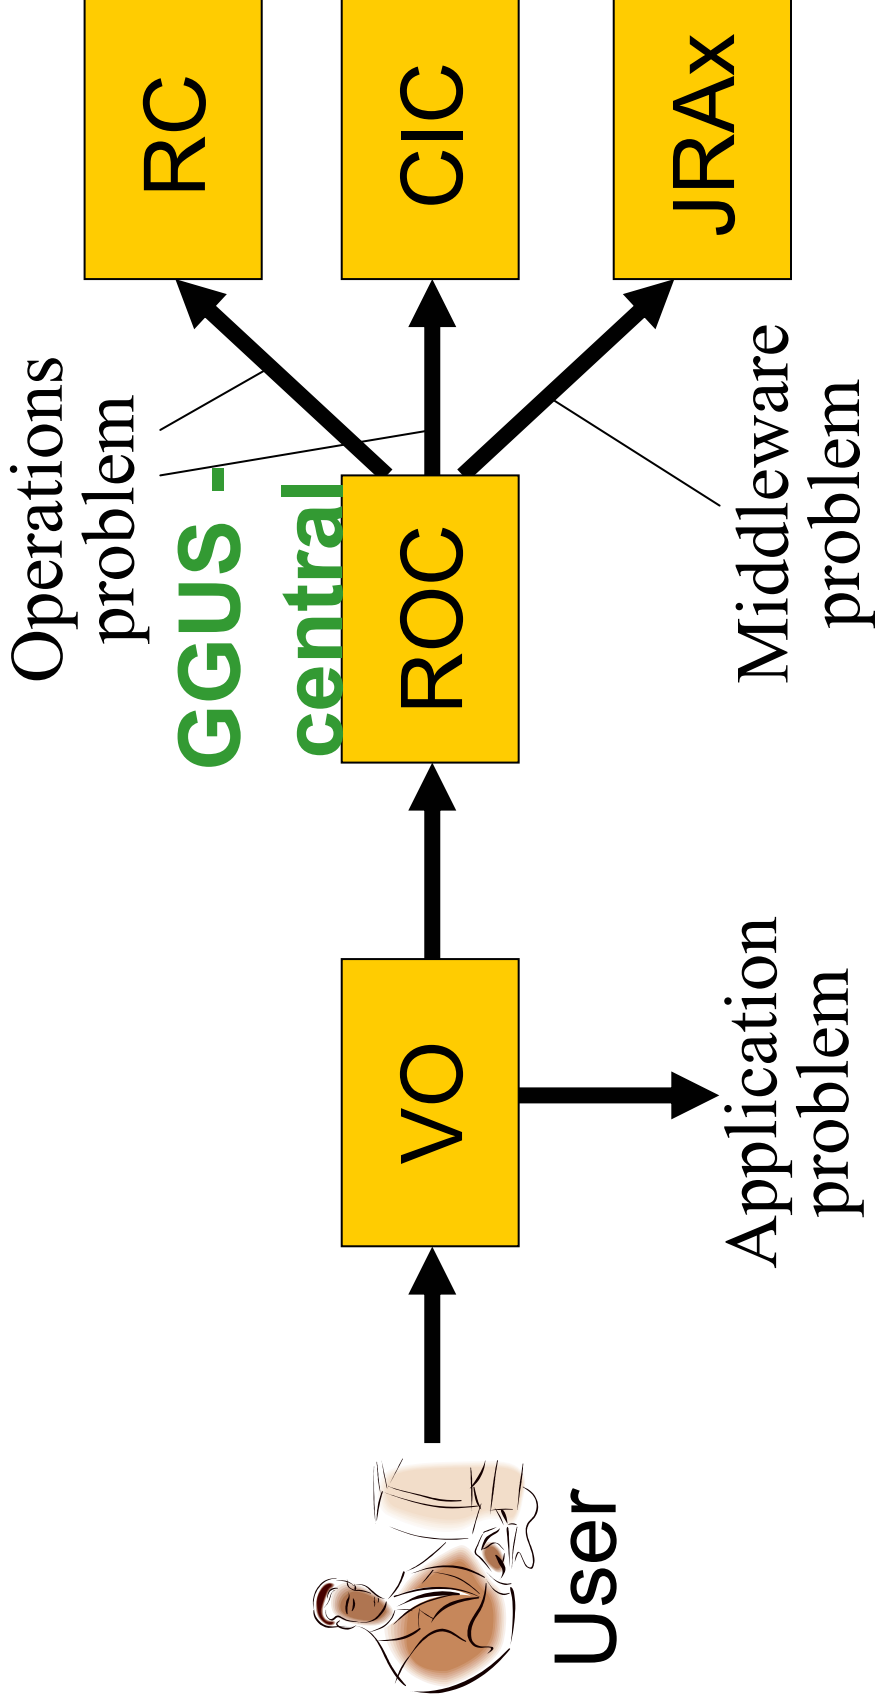 Operations
problem
RC
GGUS -
central
User
VO
ROC
CIC
JRAx
Application
problem
Middleware
problem